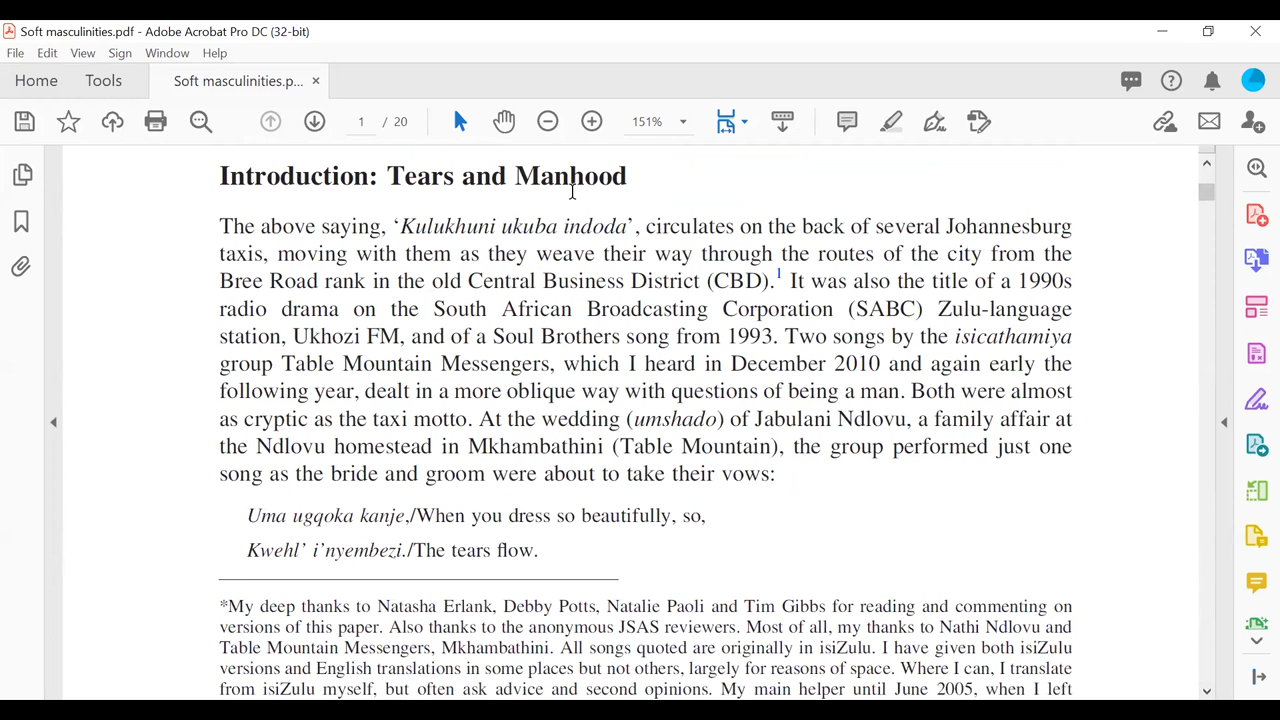 Soft masculinities.pdf - Adobe Acrobat Pro DC (32-bit)
File Edit View Sign Window Help
Home Tools Soft masculinities.p... ×
1 / 20 151%
Introduction: Tears and Manhood
The above saying, ‘Kulukhuni ukuba indoda’, circulates on the back of several Johannesburg
taxis, moving with them as they weave their way through the routes of the city from the
Bree Road rank in the old Central Business District (CBD).1 It was also the title of a 1990s
radio drama on the South African Broadcasting Corporation (SABC) Zulu-language
station, Ukhozi FM, and of a Soul Brothers song from 1993. Two songs by the isicathamiya
group Table Mountain Messengers, which I heard in December 2010 and again early the
following year, dealt in a more oblique way with questions of being a man. Both were almost
as cryptic as the taxi motto. At the wedding (umshado) of Jabulani Ndlovu, a family affair at
the Ndlovu homestead in Mkhambathini (Table Mountain), the group performed just one
song as the bride and groom were about to take their vows:
Uma ugqoka kanje,/When you dress so beautifully, so,
Kwehl’ i’nyembezi./The tears flow.
*My deep thanks to Natasha Erlank, Debby Potts, Natalie Paoli and Tim Gibbs for reading and commenting on
versions of this paper. Also thanks to the anonymous JSAS reviewers. Most of all, my thanks to Nathi Ndlovu and
Table Mountain Messengers, Mkhambathini. All songs quoted are originally in isiZulu. I have given both isiZulu
versions and English translations in some places but not others, largely for reasons of space. Where I can, I translate
from isiZulu myself, but often ask advice and second opinions. My main helper until June 2005, when I left